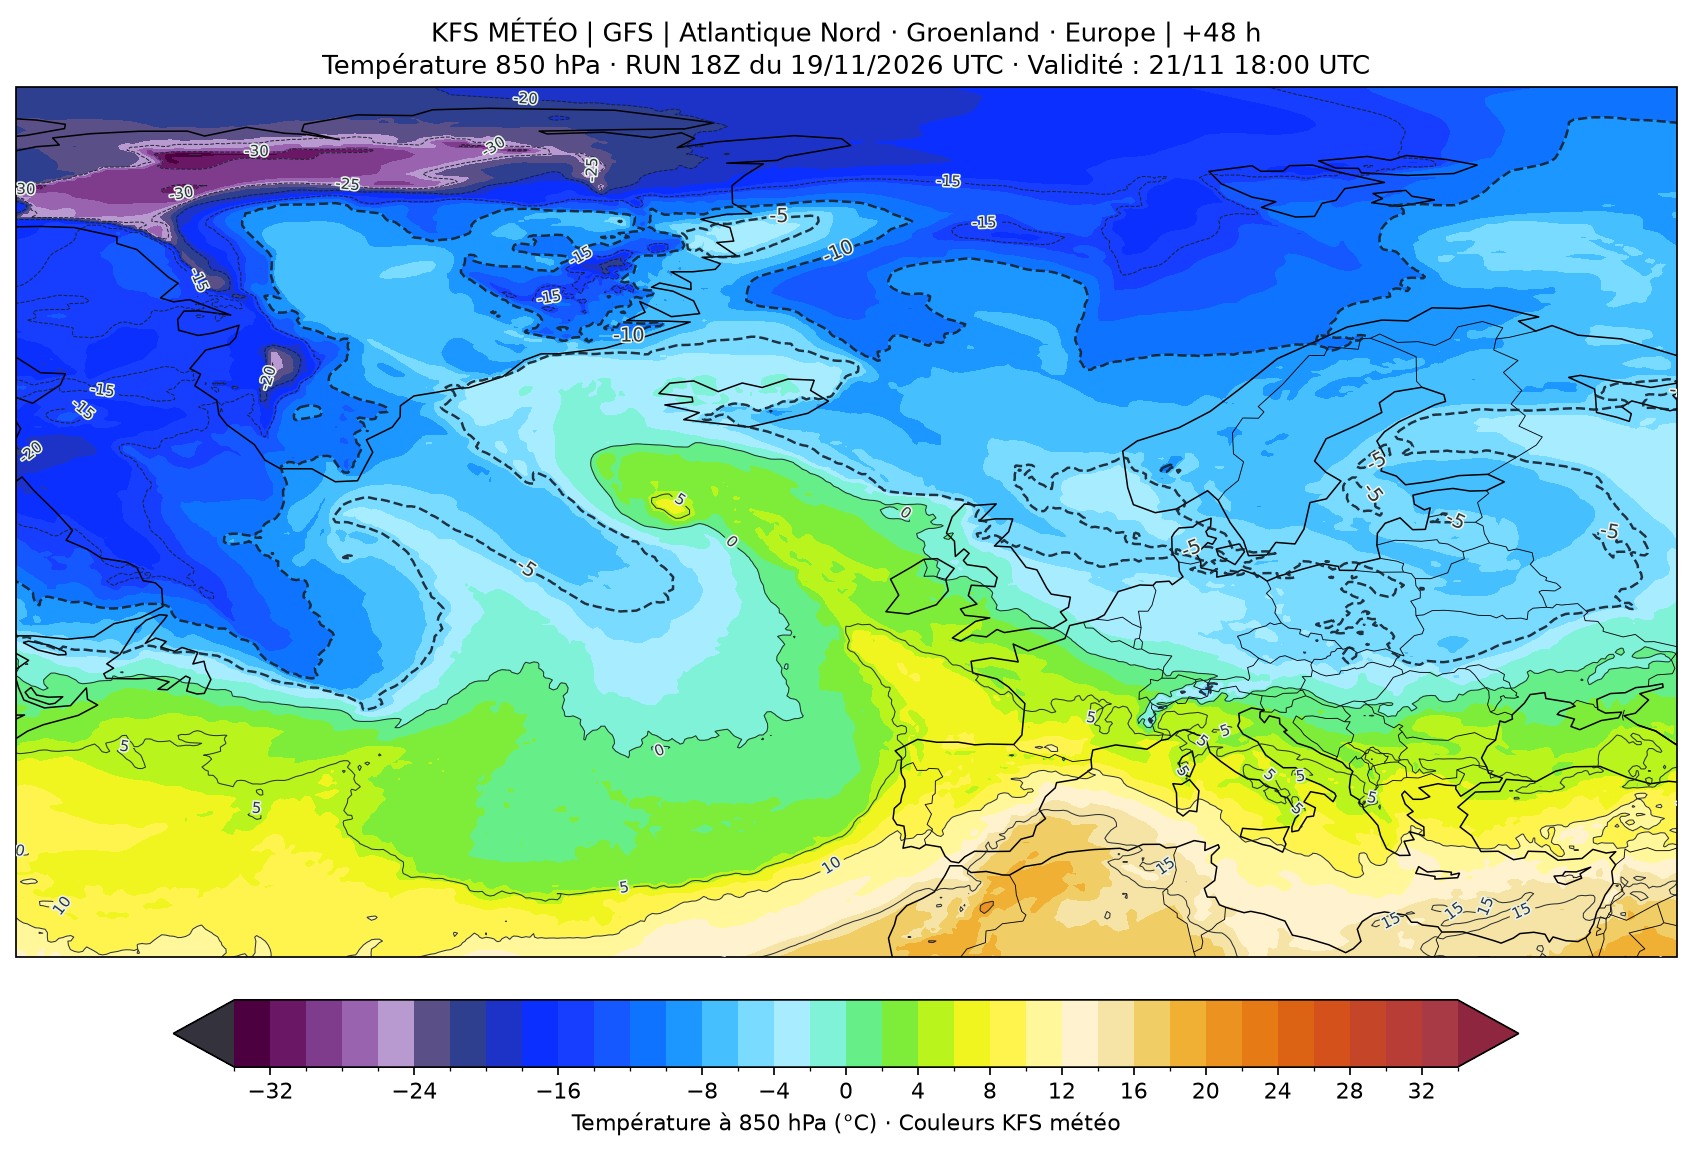 KFS MÉTÉO | GFS | Atlantique Nord · Groenland · Europe | +48 h
Température 850 hPa · RUN 18Z du 19/11/2026 UTC · Validité : 21/11 18:00 UTC
-20
-30 -30 -25
-30 -30 -25 -15
-5 -15
-10
-15 -15
-15
-10
-20
-15
-15
-20 -5
-5
5 0 -5
0 -5 -5
-5
0
5 5
5 5 5
5 5 5
5 5 5
0 10 15
5
10 15 15 15 15
−32 −24 −16 −8 −4 0 4 8 12 16 20 24 28 32
Température à 850 hPa (°C) · Couleurs KFS météo